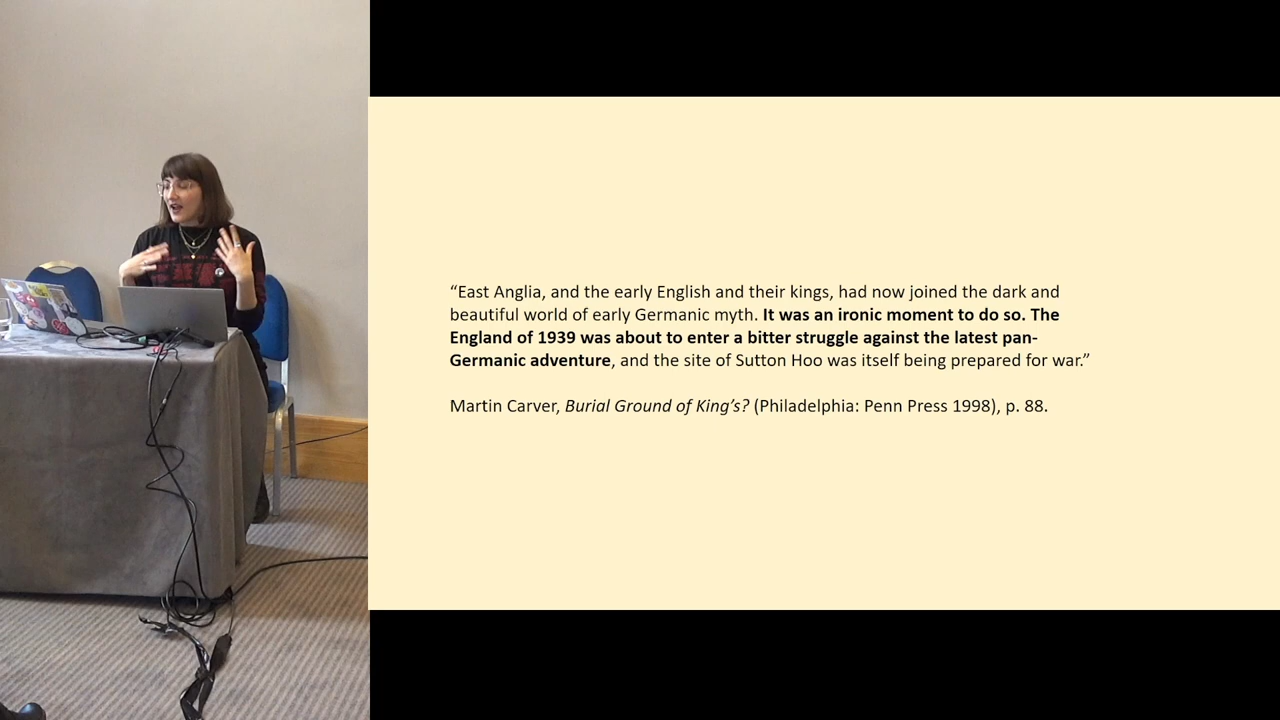 “East Anglia, and the early English and their kings, had now joined the dark and
beautiful world of early Germanic myth. It was an ironic moment to do so. The
England of 1939 was about to enter a bitter struggle against the latest pan-
Germanic adventure, and the site of Sutton Hoo was itself being prepared for war.”
Martin Carver, Burial Ground of King’s? (Philadelphia: Penn Press 1998), p. 88.